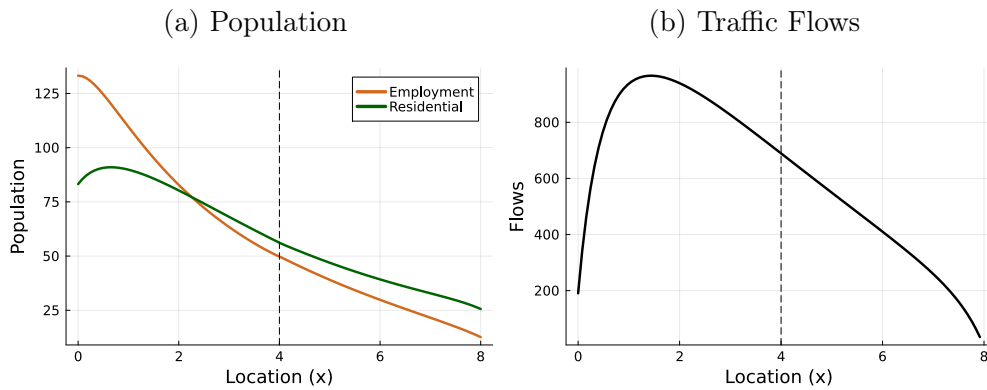 (a) Population
125
100
75
50
25
0
2
4
6
8
Population
Location (x)
Employment
Residential
(b) Traffic Flows
800
600
400
200
0
2
4
6
8
Flows
Location (x)